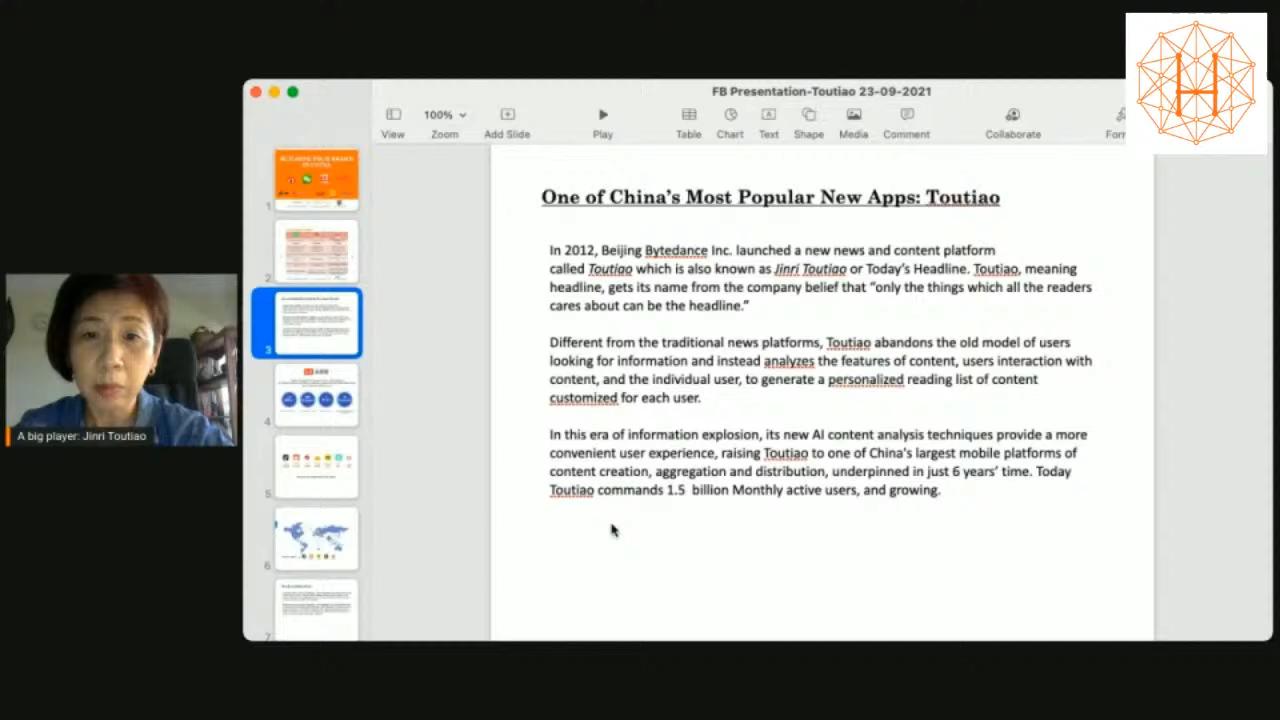 FB Presentation-Toutiao 23-09-2021
100%
View
Zoom
Add Slide
Play
Table
Chart
Text
Shape
Media
Comment
Collaborate
H
1
2
3
4
5
6
7
One of China's Most Popular New Apps: Toutiao
In 2012, Beijing Bytedance Inc. launched a new news and content platform
called Toutiao which is also known as Jinri Toutiao or Today's Headline. Toutiao, meaning
headline, gets its name from the company belief that "only the things which all the readers
cares about can be the headline."
Different from the traditional news platforms, Toutiao abandons the old model of users
looking for information and instead analyzes the features of content, users interaction with
content, and the individual user, to generate a personalized reading list of content
customized for each user.
In this era of information explosion, its new AI content analysis techniques provide a more
convenient user experience, raising Toutiao to one of China's largest mobile platforms of
content creation, aggregation and distribution, underpinned in just 6 years' time. Today
Toutiao commands 1.5 billion Monthly active users, and growing.
A big player: Jinri Toutiao